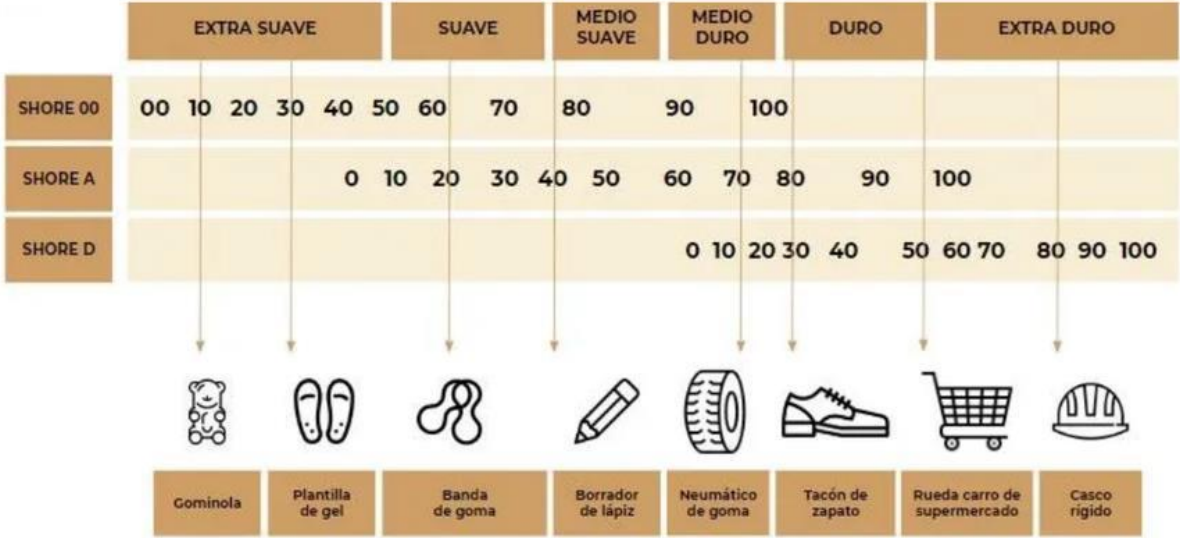 EXTRA SUAVE
SUAVE
MEDIO
SUAVE
MEDIO
DURO
DURO
EXTRA DURO
SHORE 00
00 10 20 30 40 50 60 70 80 90 100
SHORE A
0 10 20 30 40 50 60 70 80 90 100
SHORE D
0 10 20 30 40 50 60 70 80 90 100
Gominola
Plantilla
de gel
Banda
de goma
Borrador
de lápiz
Neumático
de goma
Tacón de
zapato
Rueda carro de
supermercado
Casco
rígido